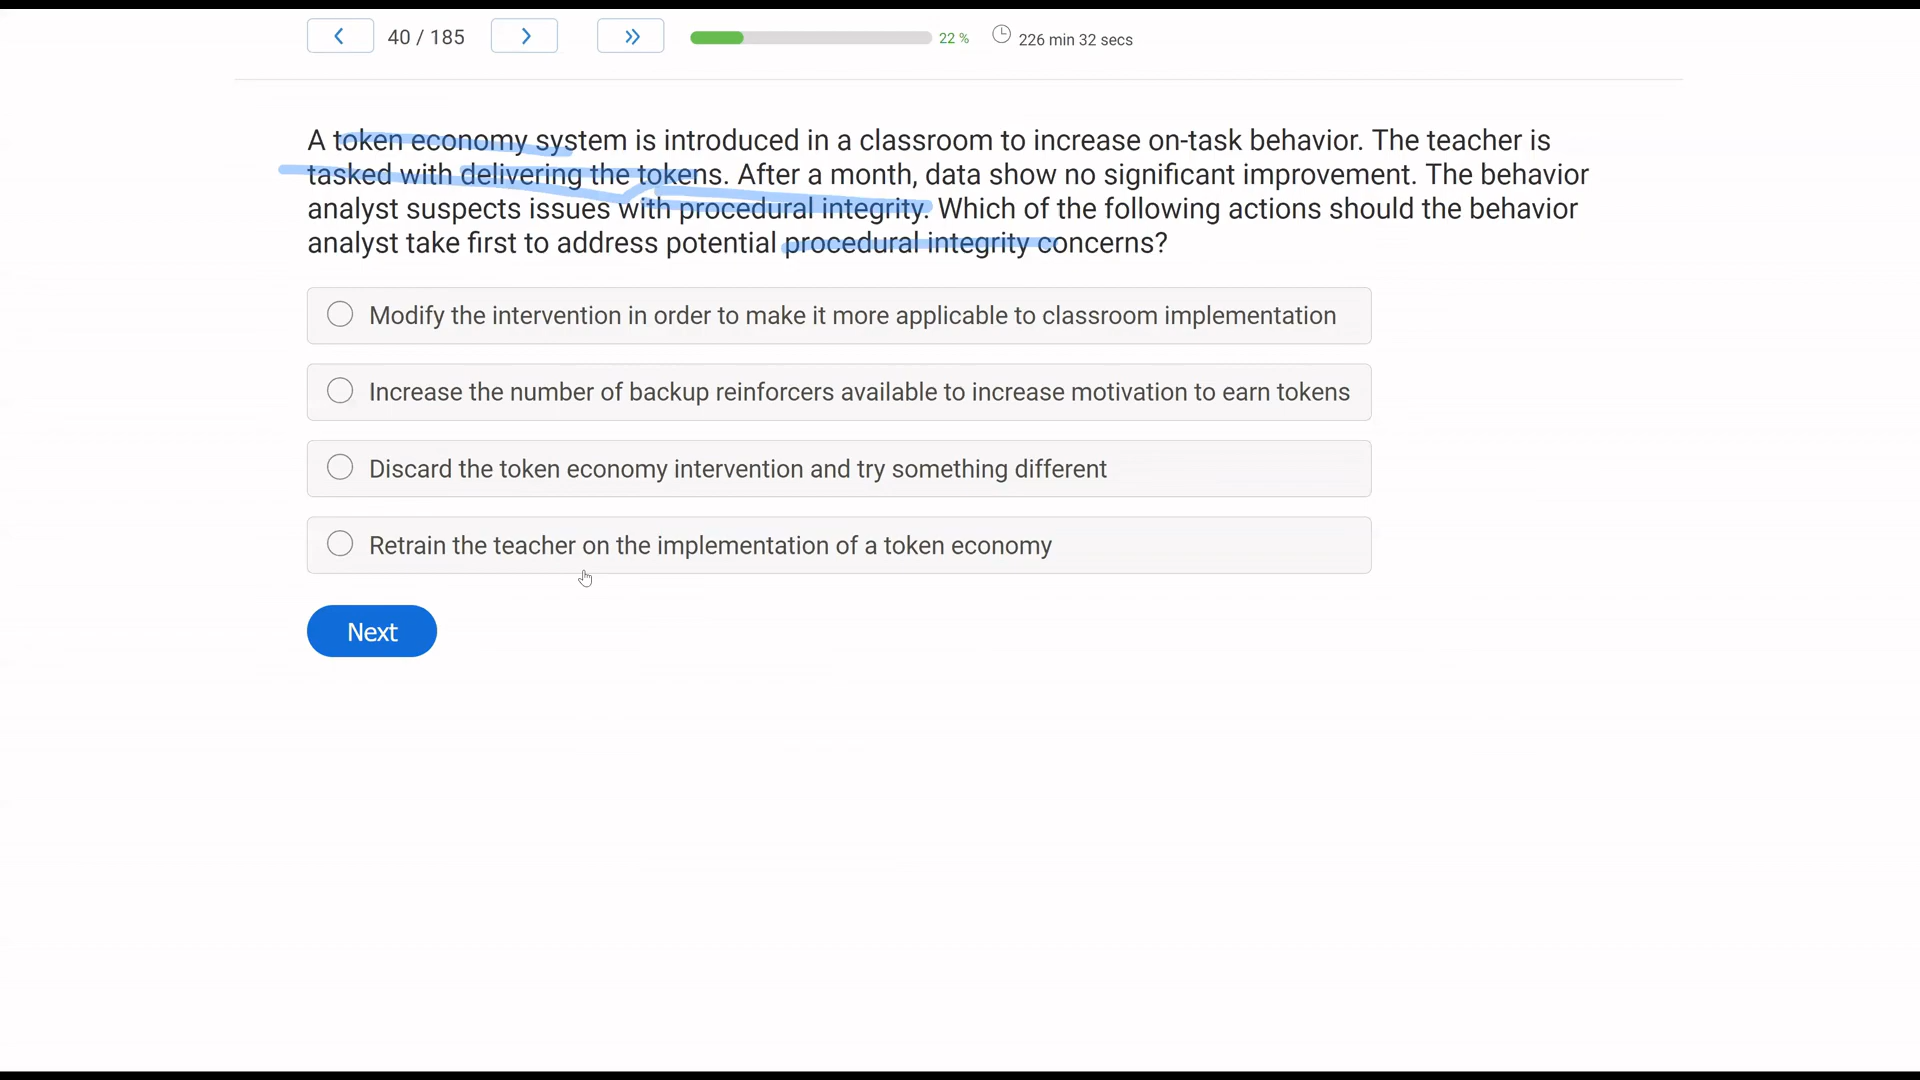 40 / 185
22 %
226 min 32 secs
A token economy system is introduced in a classroom to increase on-task behavior. The teacher is
tasked with delivering the tokens. After a month, data show no significant improvement. The behavior
analyst suspects issues with procedural integrity. Which of the following actions should the behavior
analyst take first to address potential procedural integrity concerns?
Modify the intervention in order to make it more applicable to classroom implementation
Increase the number of backup reinforcers available to increase motivation to earn tokens
Discard the token economy intervention and try something different
Retrain the teacher on the implementation of a token economy
Next